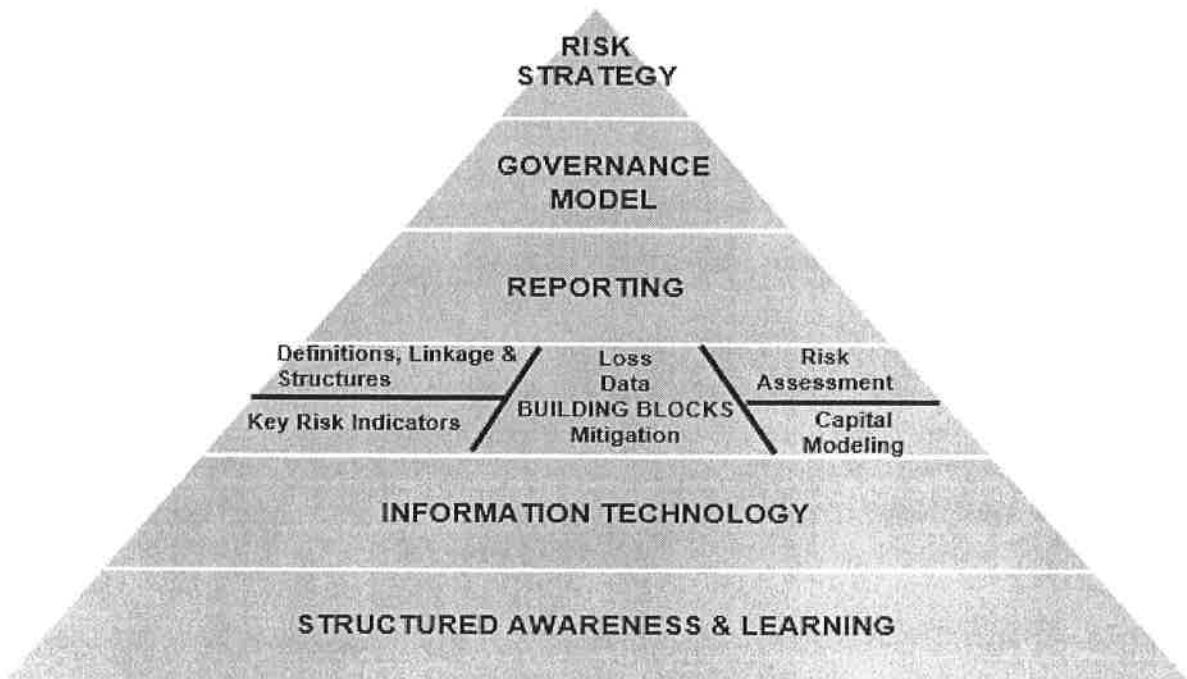 RISK
STRATEGY
GOVERNANCE
MODEL
REPORTING
Definitions, Linkage &
Structures
Key Risk Indicators
Loss
Data
BUILDING BLOCKS
Mitigation
Risk
Assessment
Capital
Modeling
INFORMATION TECHNOLOGY
STRUCTURED AWARENESS & LEARNING